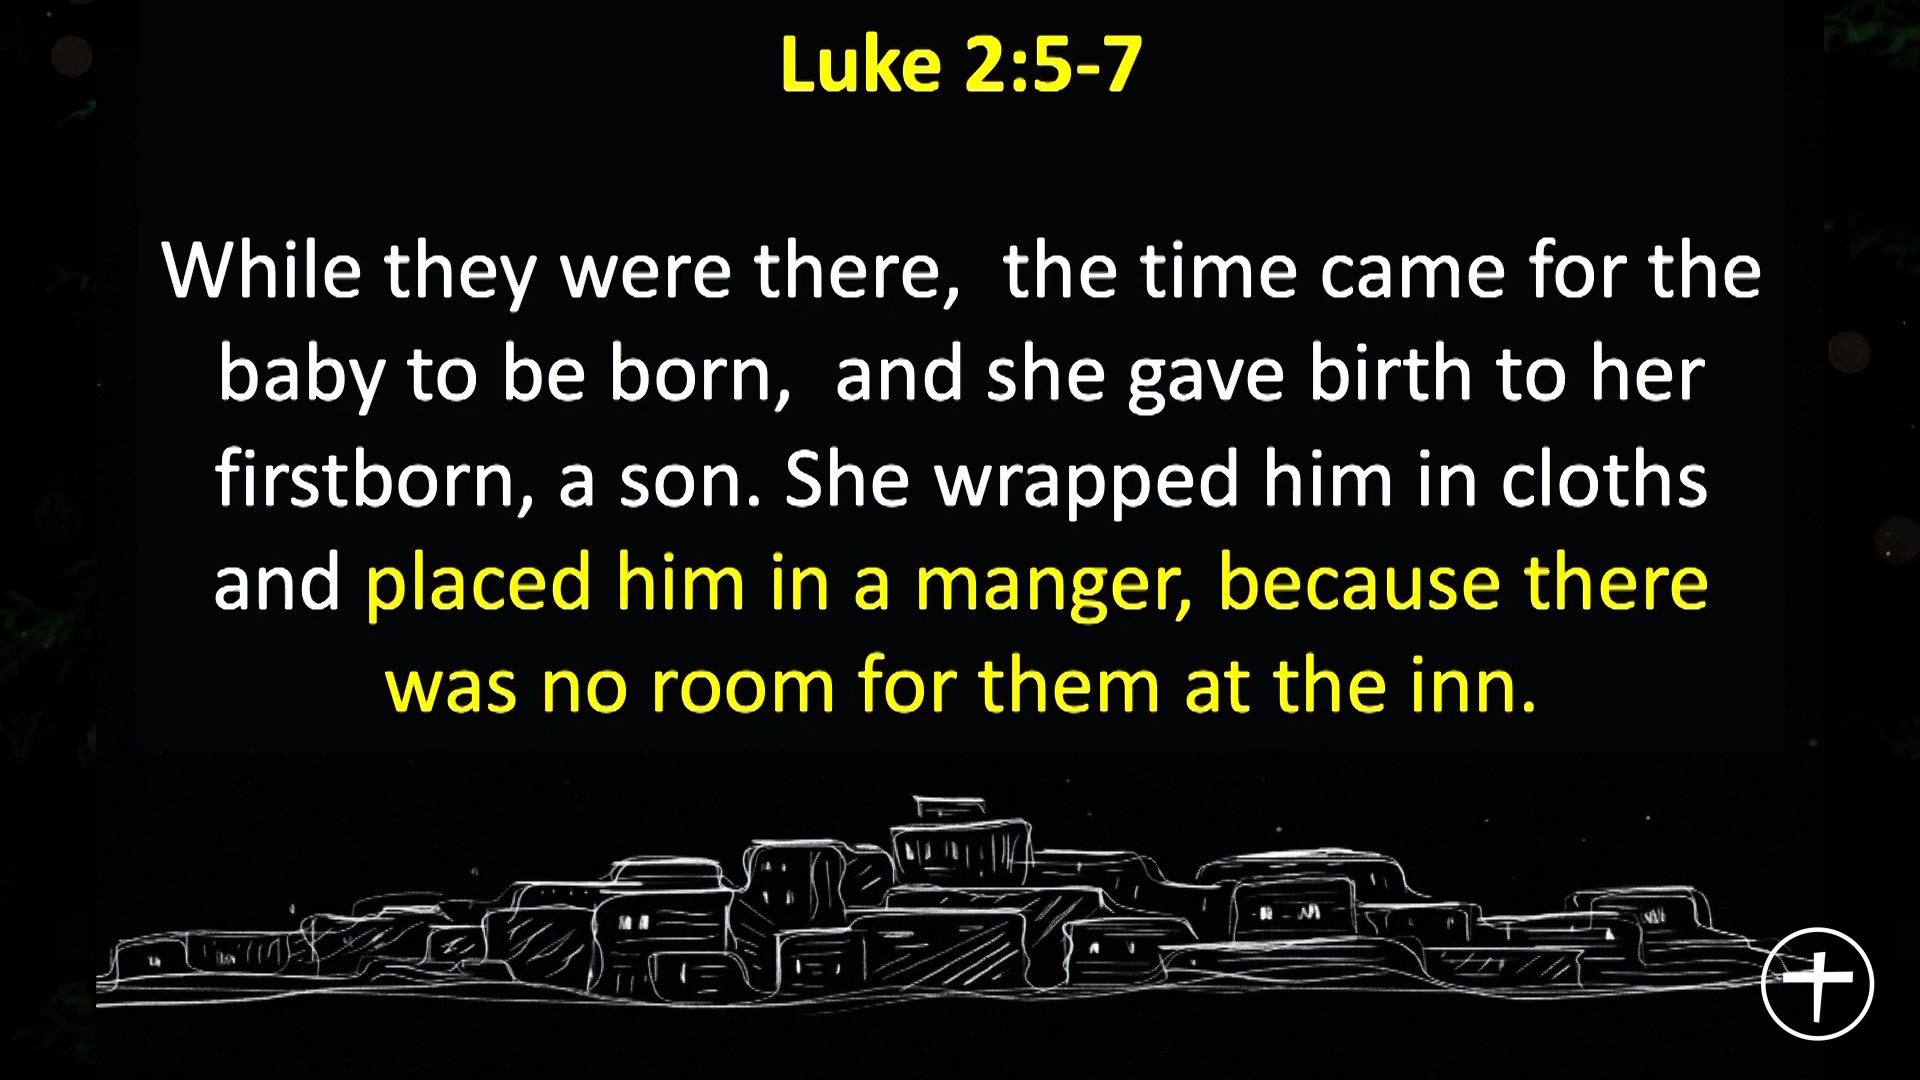 Luke 2:5-7
While they were there,  the time came for the
baby to be born,  and she gave birth to her
firstborn, a son. She wrapped him in cloths
and placed him in a manger, because there
was no room for them at the inn.